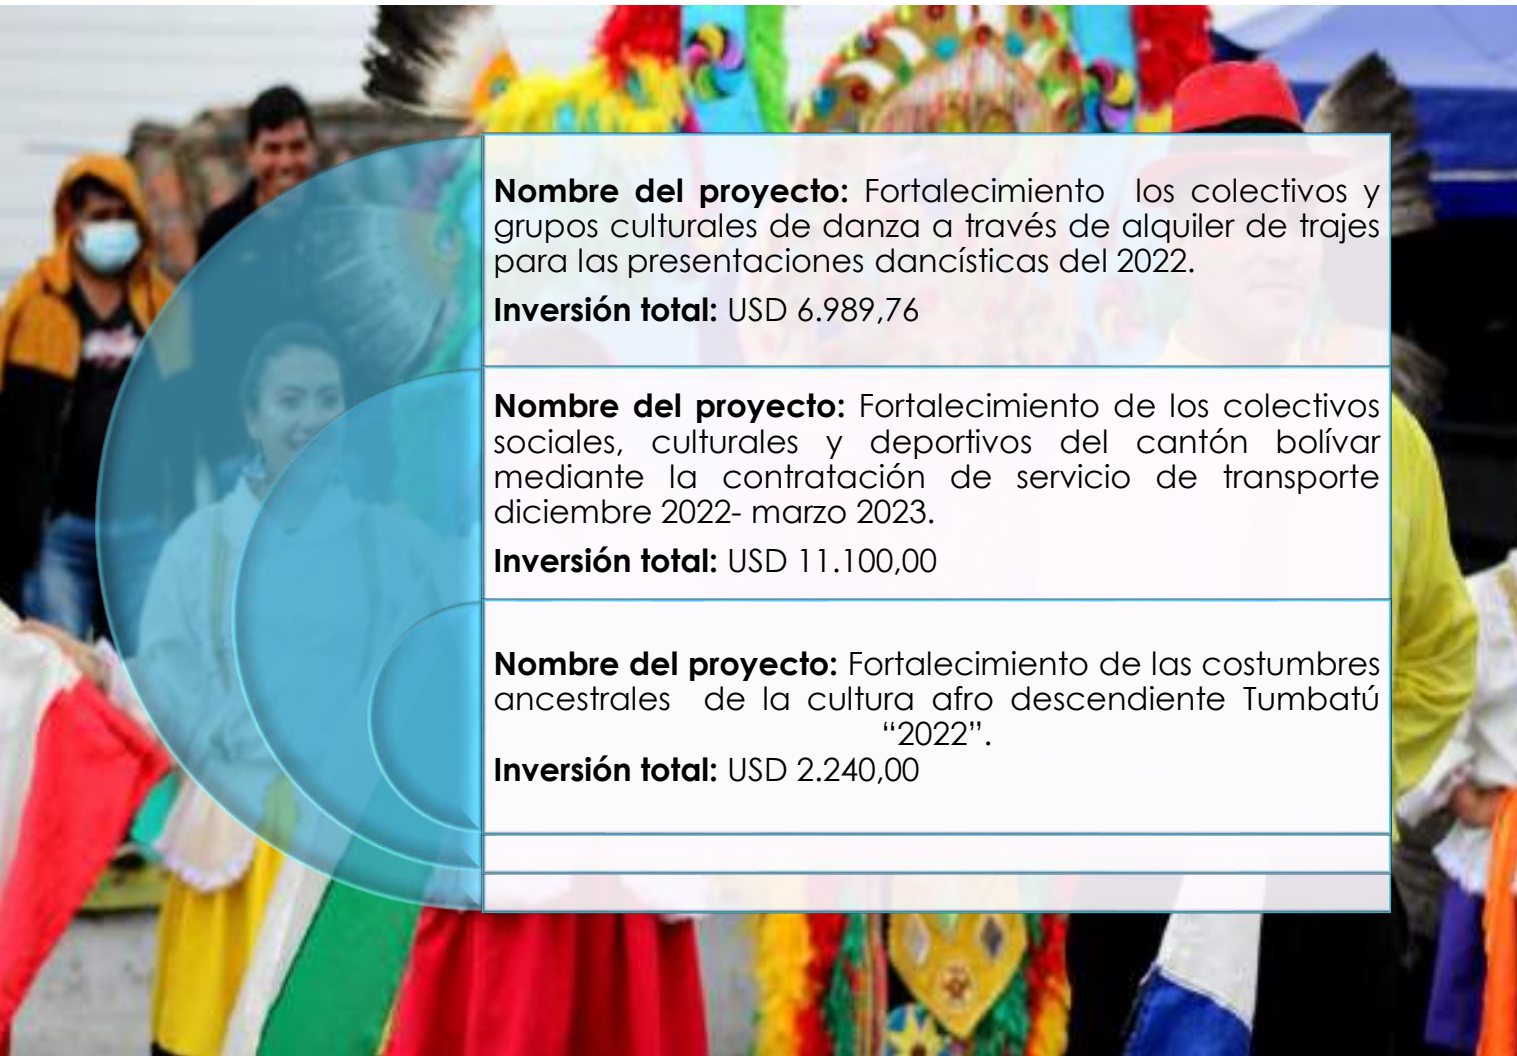 Nombre del proyecto: Fortalecimiento los colectivos y
grupos culturales de danza a través de alquiler de trajes
para las presentaciones dancísticas del 2022.
Inversión total: USD 6.989,76
Nombre del proyecto: Fortalecimiento de los colectivos
sociales, culturales y deportivos del cantón bolívar
mediante la contratación de servicio de transporte
diciembre 2022- marzo 2023.
Inversión total: USD 11.100,00
Nombre del proyecto: Fortalecimiento de las costumbres
ancestrales de la cultura afro descendiente Tumbatú
“2022”.
Inversión total: USD 2.240,00